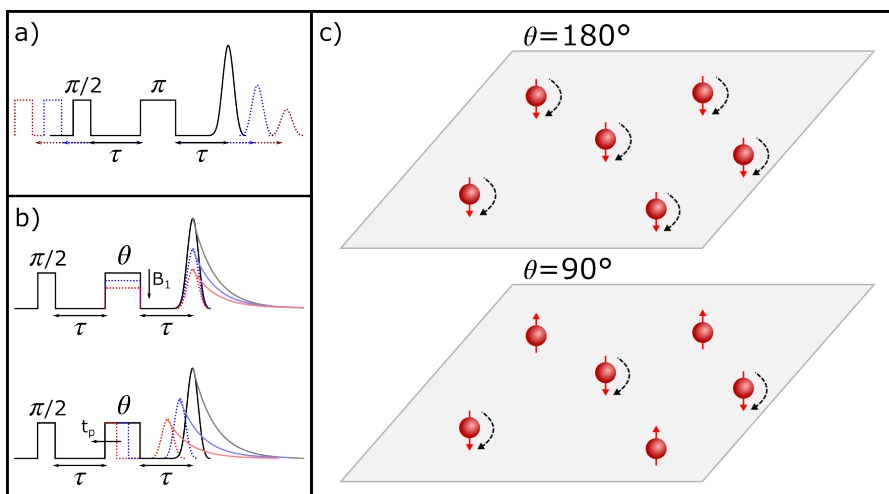 a)
π/2
π
τ
τ
b)
π/2
θ
B₁
τ
τ
π/2
θ
tₚ
τ
τ
c)
θ=180°
θ=90°